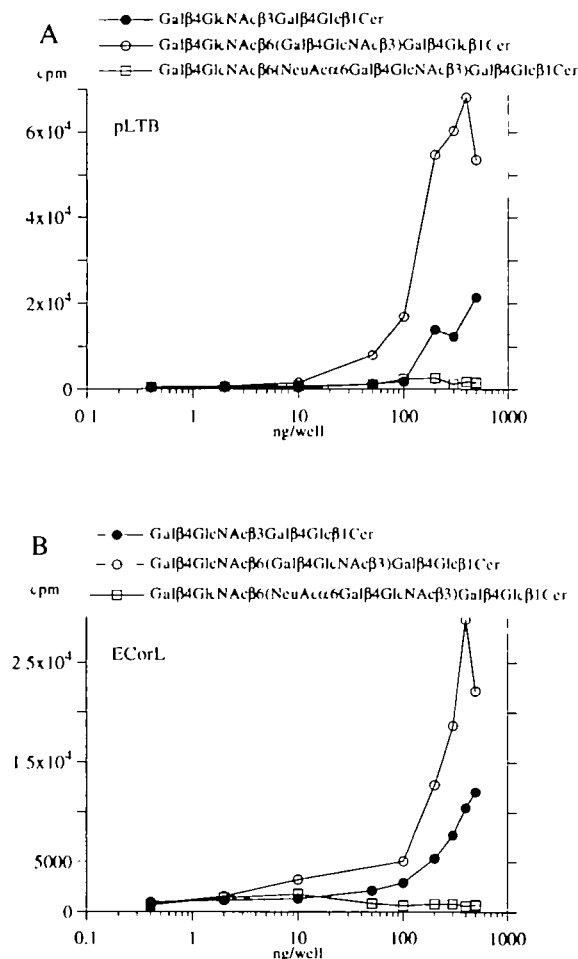 A
Galβ4GlcNAcβ3Galβ4Glcβ1Cer
Galβ4GlcNAcβ6(Galβ4GlcNAcβ3)Galβ4Glcβ1Cer
Galβ4GlcNAcβ6(NeuAcα6Galβ4GlcNAcβ3)Galβ4Glcβ1Cer
cpm
pLTB
6x10⁴
4x10⁴
2x10⁴
0
0 1 1 10 100 1000
ng/well
B
Galβ4GlcNAcβ3Galβ4Glcβ1Cer
Galβ4GlcNAcβ6(Galβ4GlcNAcβ3)Galβ4Glcβ1Cer
Galβ4GlcNAcβ6(NeuAcα6Galβ4GlcNAcβ3)Galβ4Glcβ1Cer
cpm
ECorL
2 5x10⁴
1 5x10⁴
5000
0
0.1 1 10 100 1000
ng/well